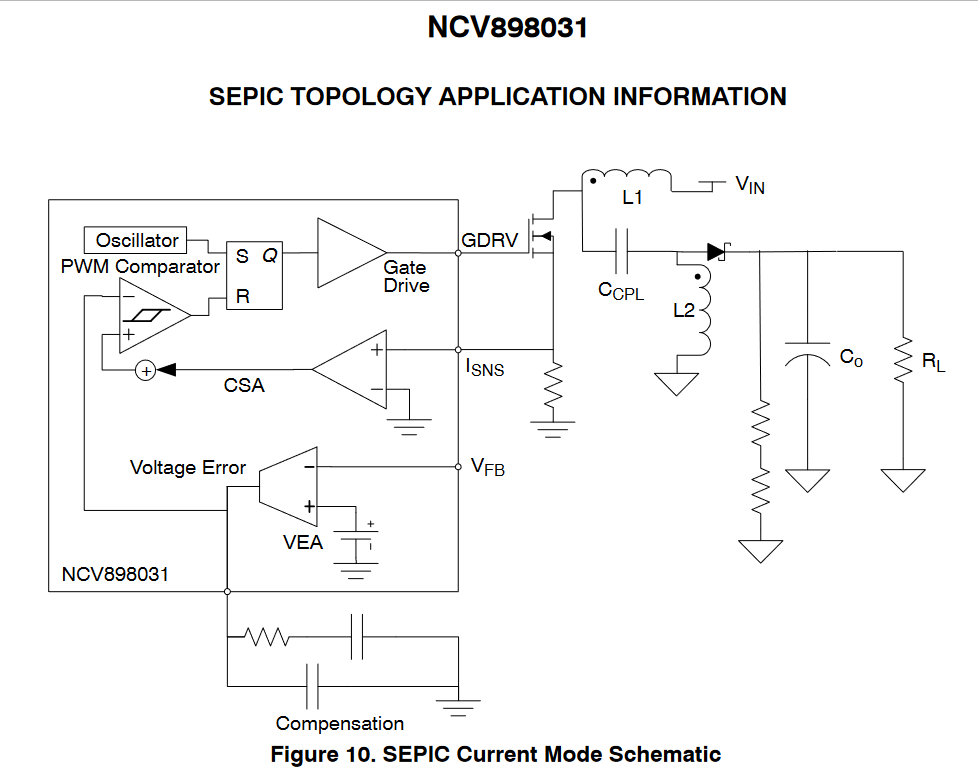 NCV898031
SEPIC TOPOLOGY APPLICATION INFORMATION
L1
VIN
Oscillator
S Q
GDRV
PWM Comparator
Gate
Drive
R
CCPL
L2
−
+
+
CSA
+
−
ISNS
CO
RL
Voltage Error
−
VFB
+
+
-
VEA
NCV898031
Compensation
Figure 10. SEPIC Current Mode Schematic